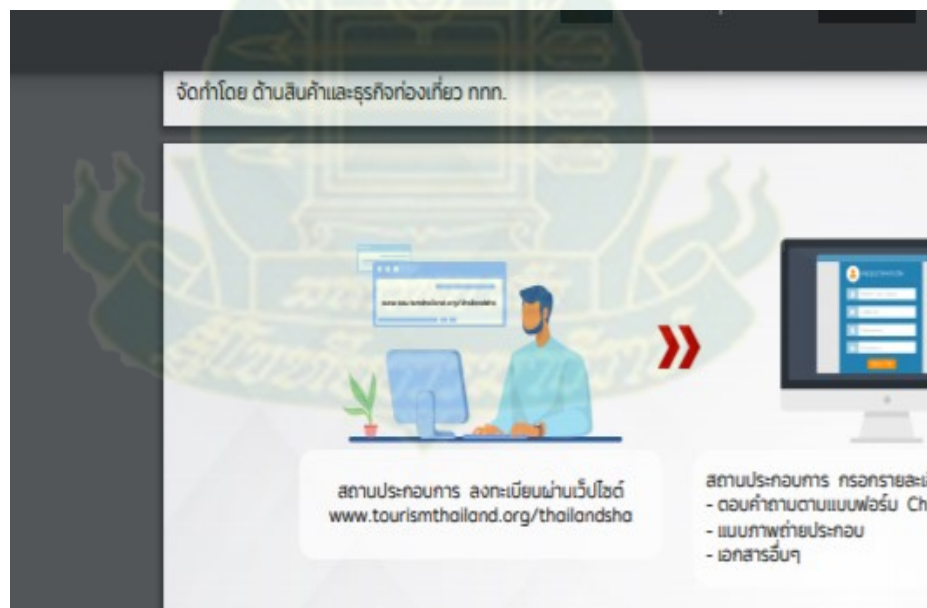 จัดทำโดย ด้านสินค้าและธุรกิจท่องเที่ยว ททท.
www.tourismthailand.org/thailandsha
REGISTRATION
สถานประกอบการ ลงทะเบียนผ่านเว็ปไซต์
www.tourismthailand.org/thailandsha
สถานประกอบการ กรอกรายละเ
- ตอบคำถามตามแบบฟอร์ม Ch
- แนบภาพถ่ายประกอบ
- เอกสารอื่นๆ